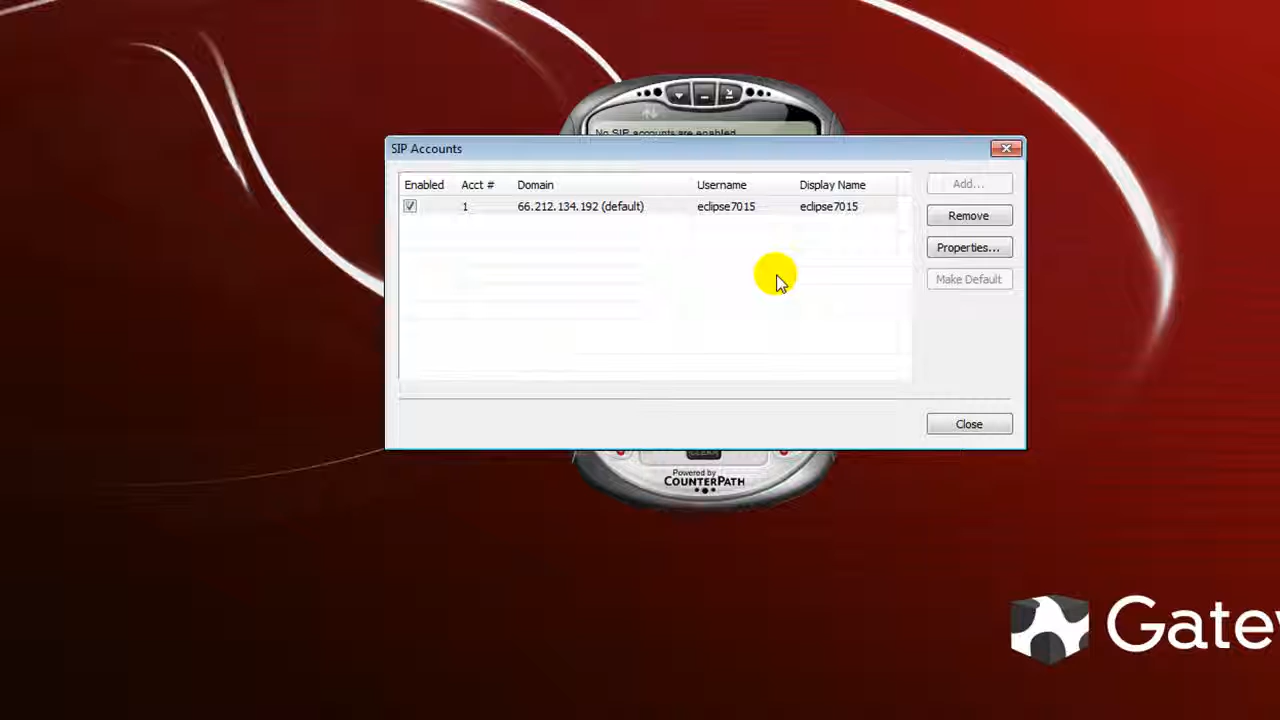 No SIP accounts are enabled.
SIP Accounts
Enabled Acct # Domain Username Display Name
1 66.212.134.192 (default) eclipse7015 eclipse7015
Add...
Remove
Properties...
Make Default
Close
Powered by
COUNTERPATH